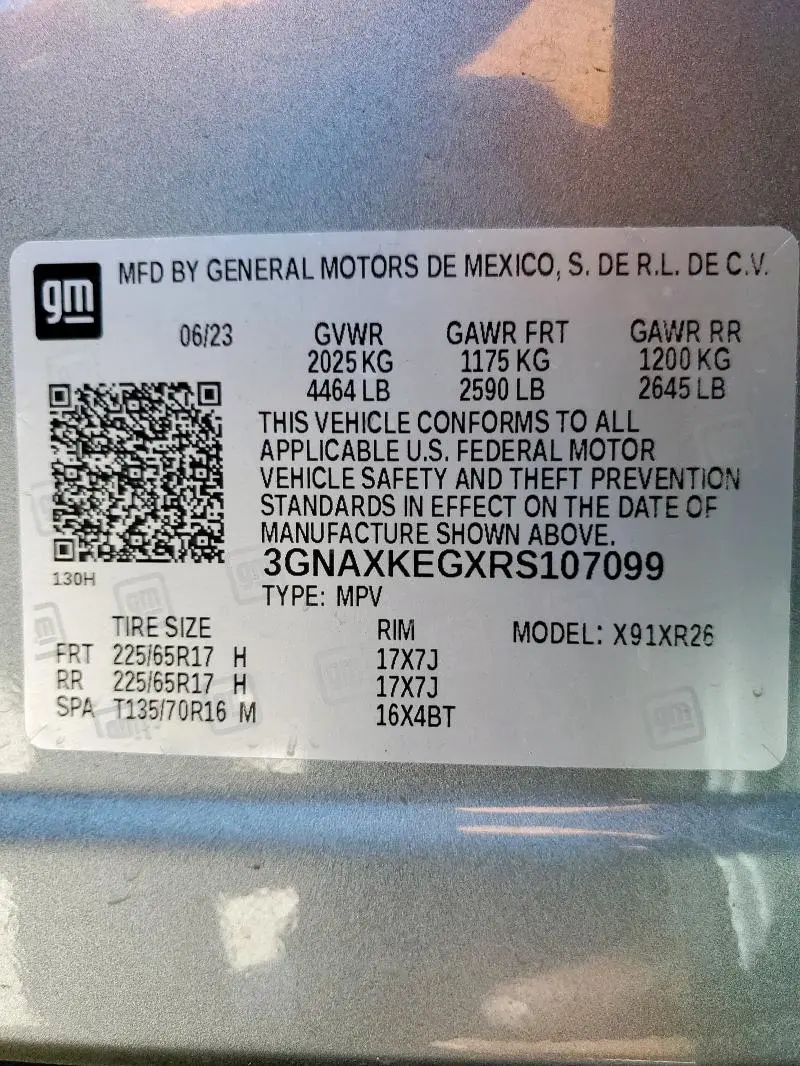 gm
MFD BY GENERAL MOTORS DE MEXICO, S. DE R.L. DE C.V.
06/23 GVWR GAWR FRT GAWR RR
2025 KG 1175 KG 1200 KG
4464 LB 2590 LB 2645 LB
THIS VEHICLE CONFORMS TO ALL
APPLICABLE U.S. FEDERAL MOTOR
VEHICLE SAFETY AND THEFT PREVENTION
STANDARDS IN EFFECT ON THE DATE OF
MANUFACTURE SHOWN ABOVE.
3GNAXKEGXRS107099
130H
TYPE: MPV
TIRE SIZE RIM MODEL: X91XR26
FRT 225/65R17 H 17X7J
RR 225/65R17 H 17X7J
SPA T135/70R16 M 16X4BT
gm